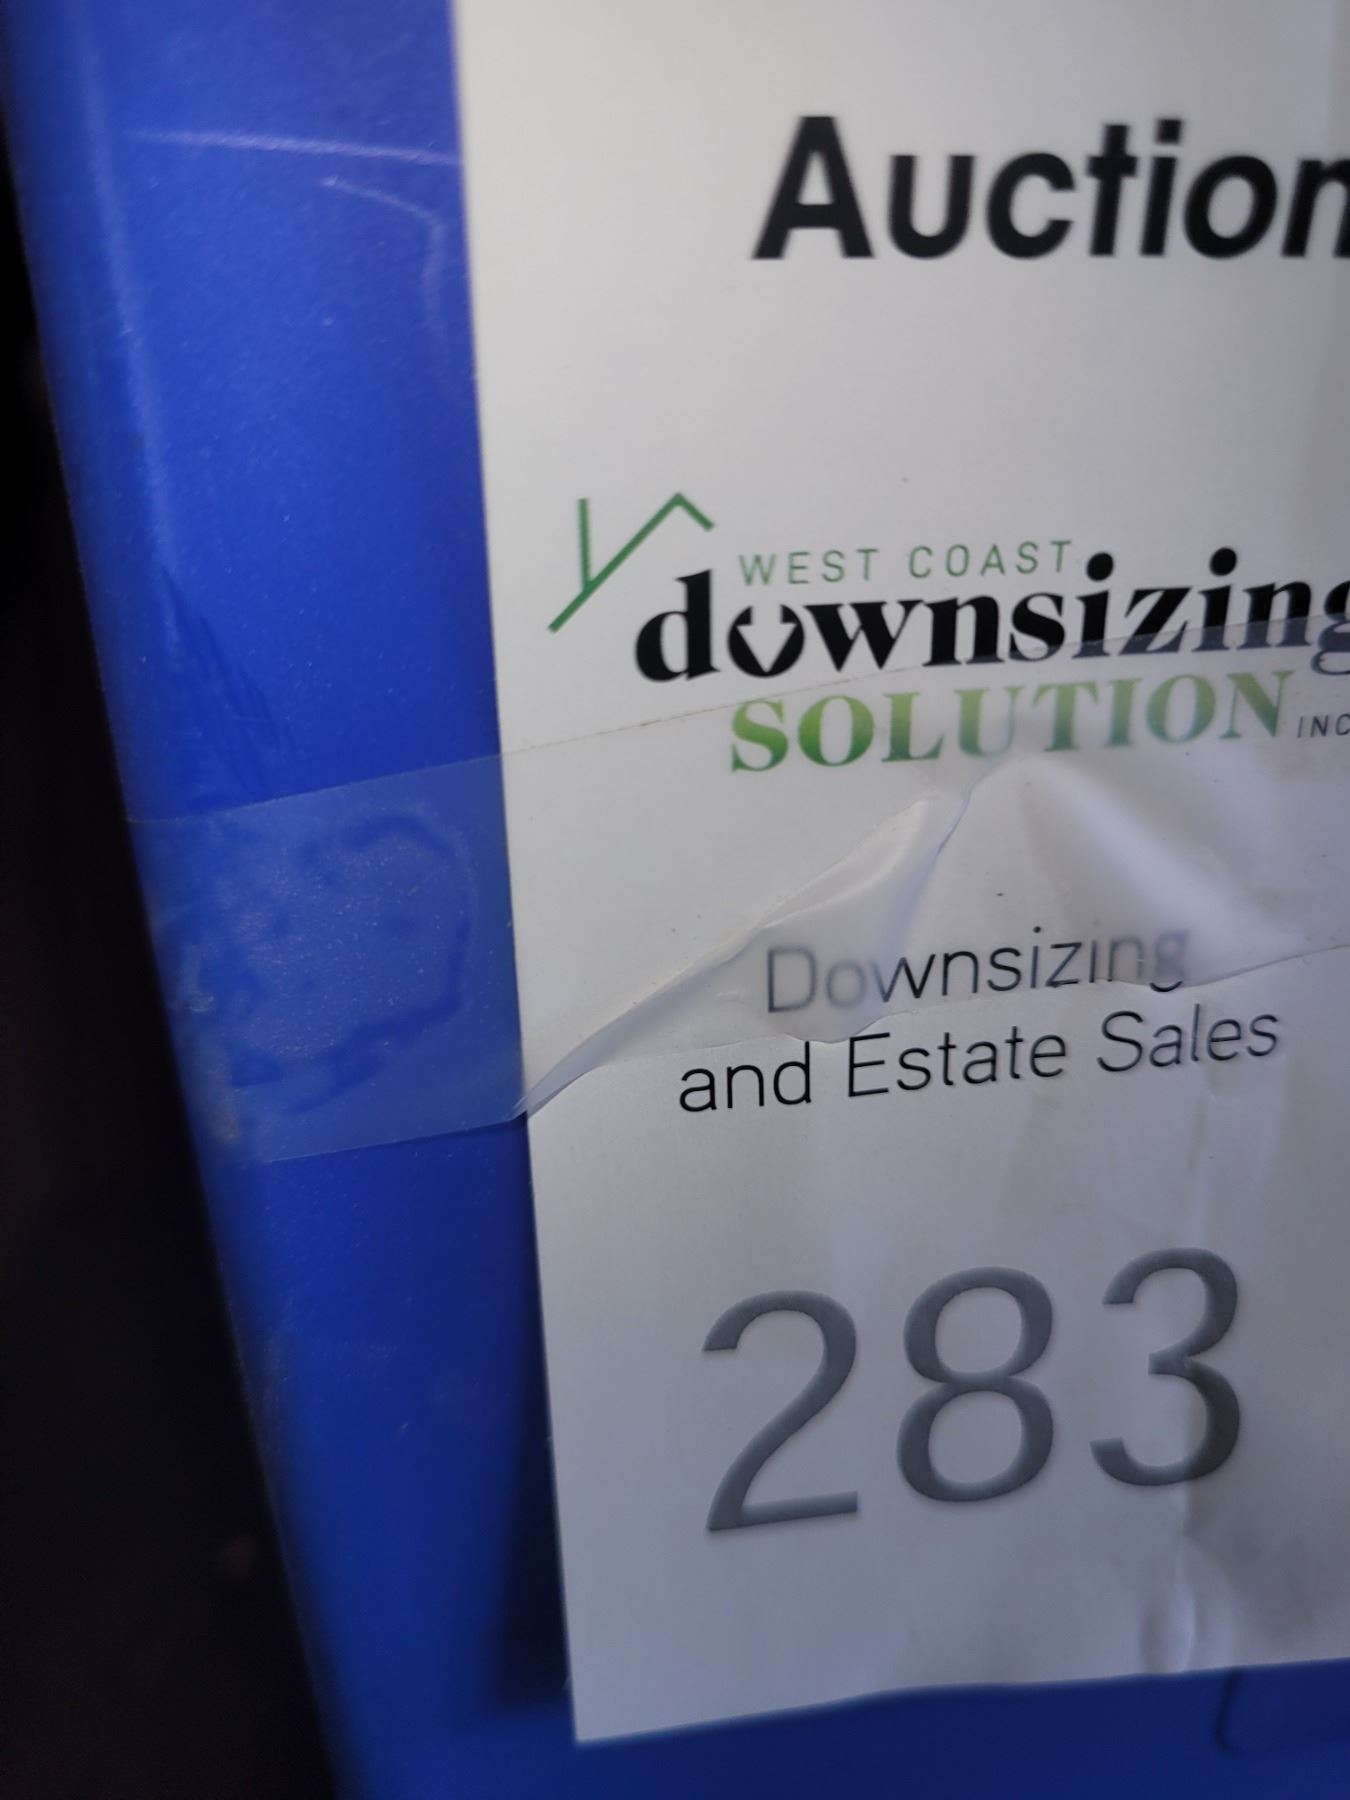 Auction
WEST COAST
downsizing
SOLUTION INC
Downsizing
and Estate Sales
283